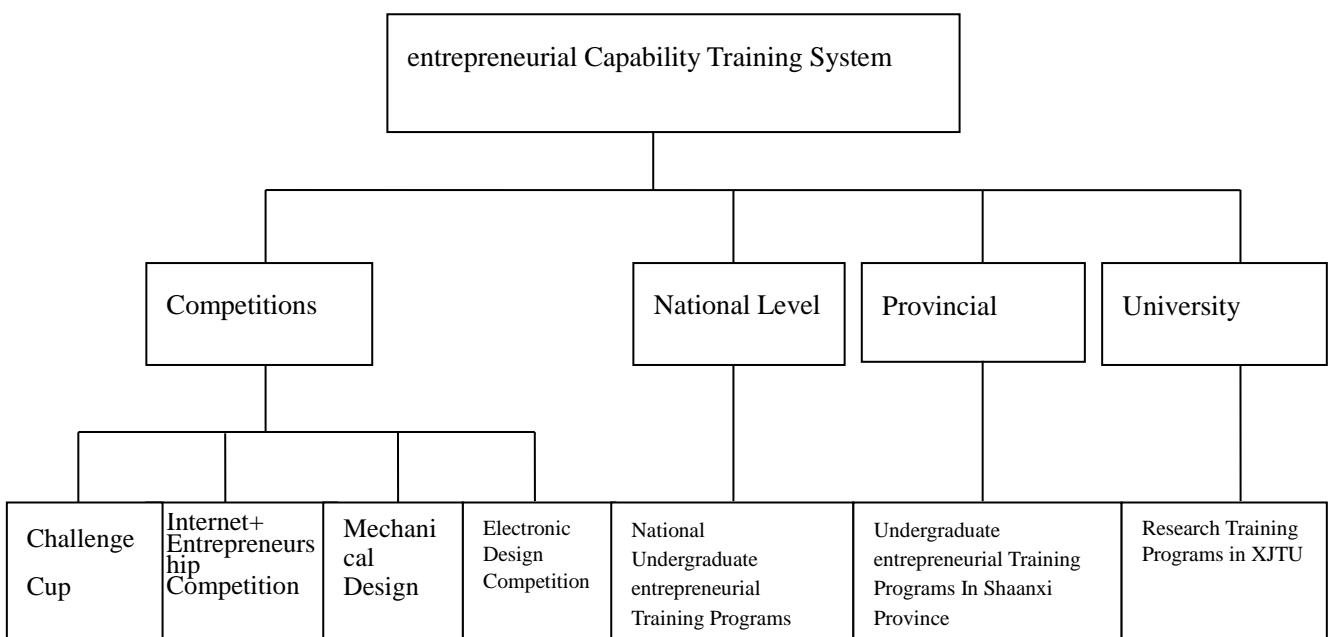 entrepreneurial Capability Training System
Competitions
National Level
Provincial
University
Challenge
Cup
Internet+
Entrepreneurs
hip
Competition
Mechani
cal
Design
Electronic
Design
Competition
National
Undergraduate
entrepreneurial
Training Programs
Undergraduate
entrepreneurial Training
Programs In Shaanxi
Province
Research Training
Programs in XJTU